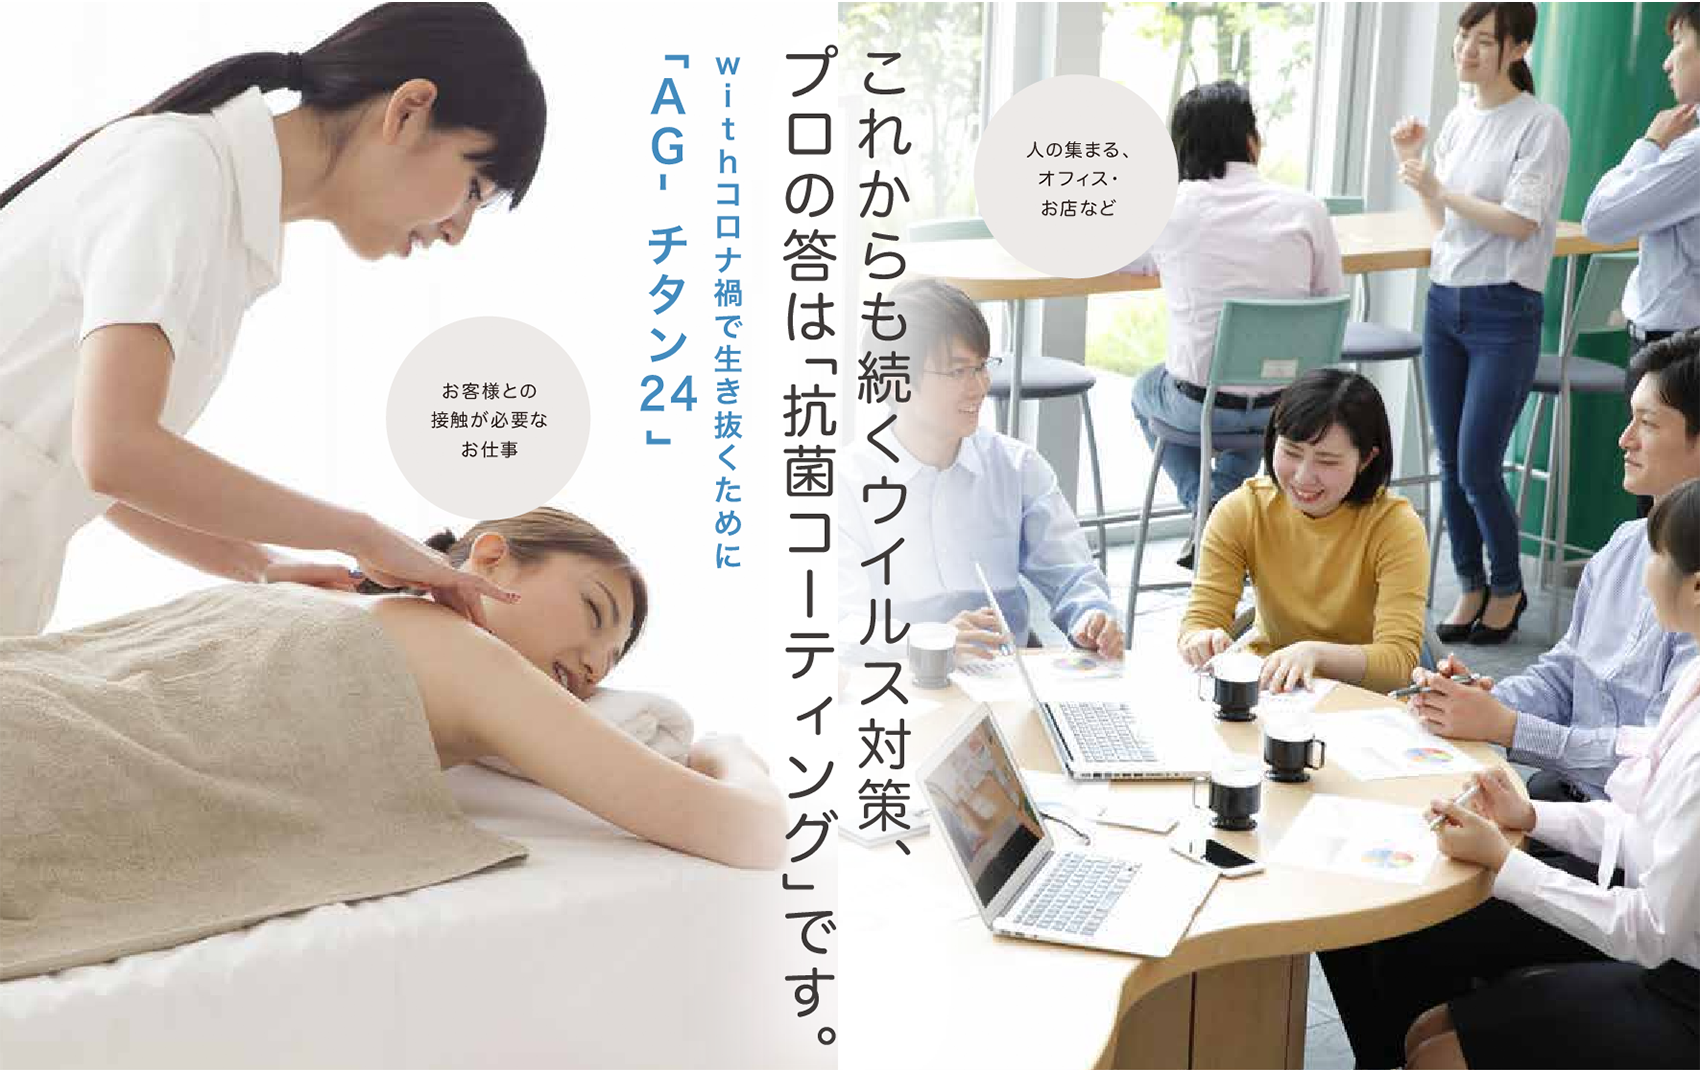 これからも続くウイルス対策、
プロの答は「抗菌コーティング」です。
withコロナ禍で生き抜くために
「AG-チタン24」
人の集まる、
オフィス・
お店など
お客様との
接触が必要な
お仕事